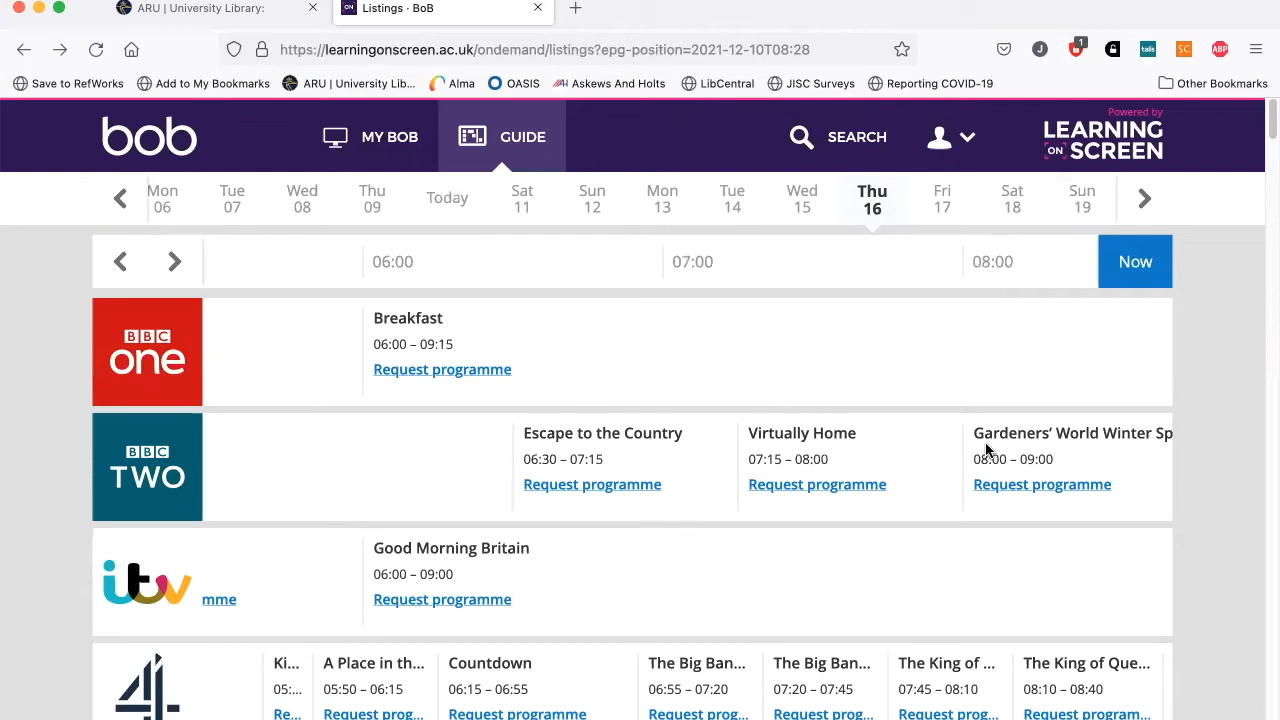 ARU | University Library:
Listings · BoB
https://learningonscreen.ac.uk/ondemand/listings?epg-position=2021-12-10T08:28
J
1
talis
SC
ABP
Save to RefWorks
Add to My Bookmarks
ARU | University Lib...
Alma
OASIS
Askews And Holts
LibCentral
JISC Surveys
Reporting COVID-19
Other Bookmarks
bob
MY BOB
GUIDE
SEARCH
Powered by
LEARNING
ON SCREEN
Mon 06
Tue 07
Wed 08
Thu 09
Today
Sat 11
Sun 12
Mon 13
Tue 14
Wed 15
Thu 16
Fri 17
Sat 18
Sun 19
06:00
07:00
08:00
Now
BBC
one
Breakfast
06:00 – 09:15
Request programme
BBC
TWO
Escape to the Country
06:30 – 07:15
Request programme
Virtually Home
07:15 – 08:00
Request programme
Gardeners’ World Winter Sp
08:00 – 09:00
Request programme
itv
mme
Good Morning Britain
06:00 – 09:00
Request programme
4
Ki...
05:...
Re...
A Place in th...
05:50 – 06:15
Request prog...
Countdown
06:15 – 06:55
Request programme
The Big Ban...
06:55 – 07:20
Request prog...
The Big Ban...
07:20 – 07:45
Request prog...
The King of ...
07:45 – 08:10
Request prog...
The King of Que...
08:10 – 08:40
Request program...